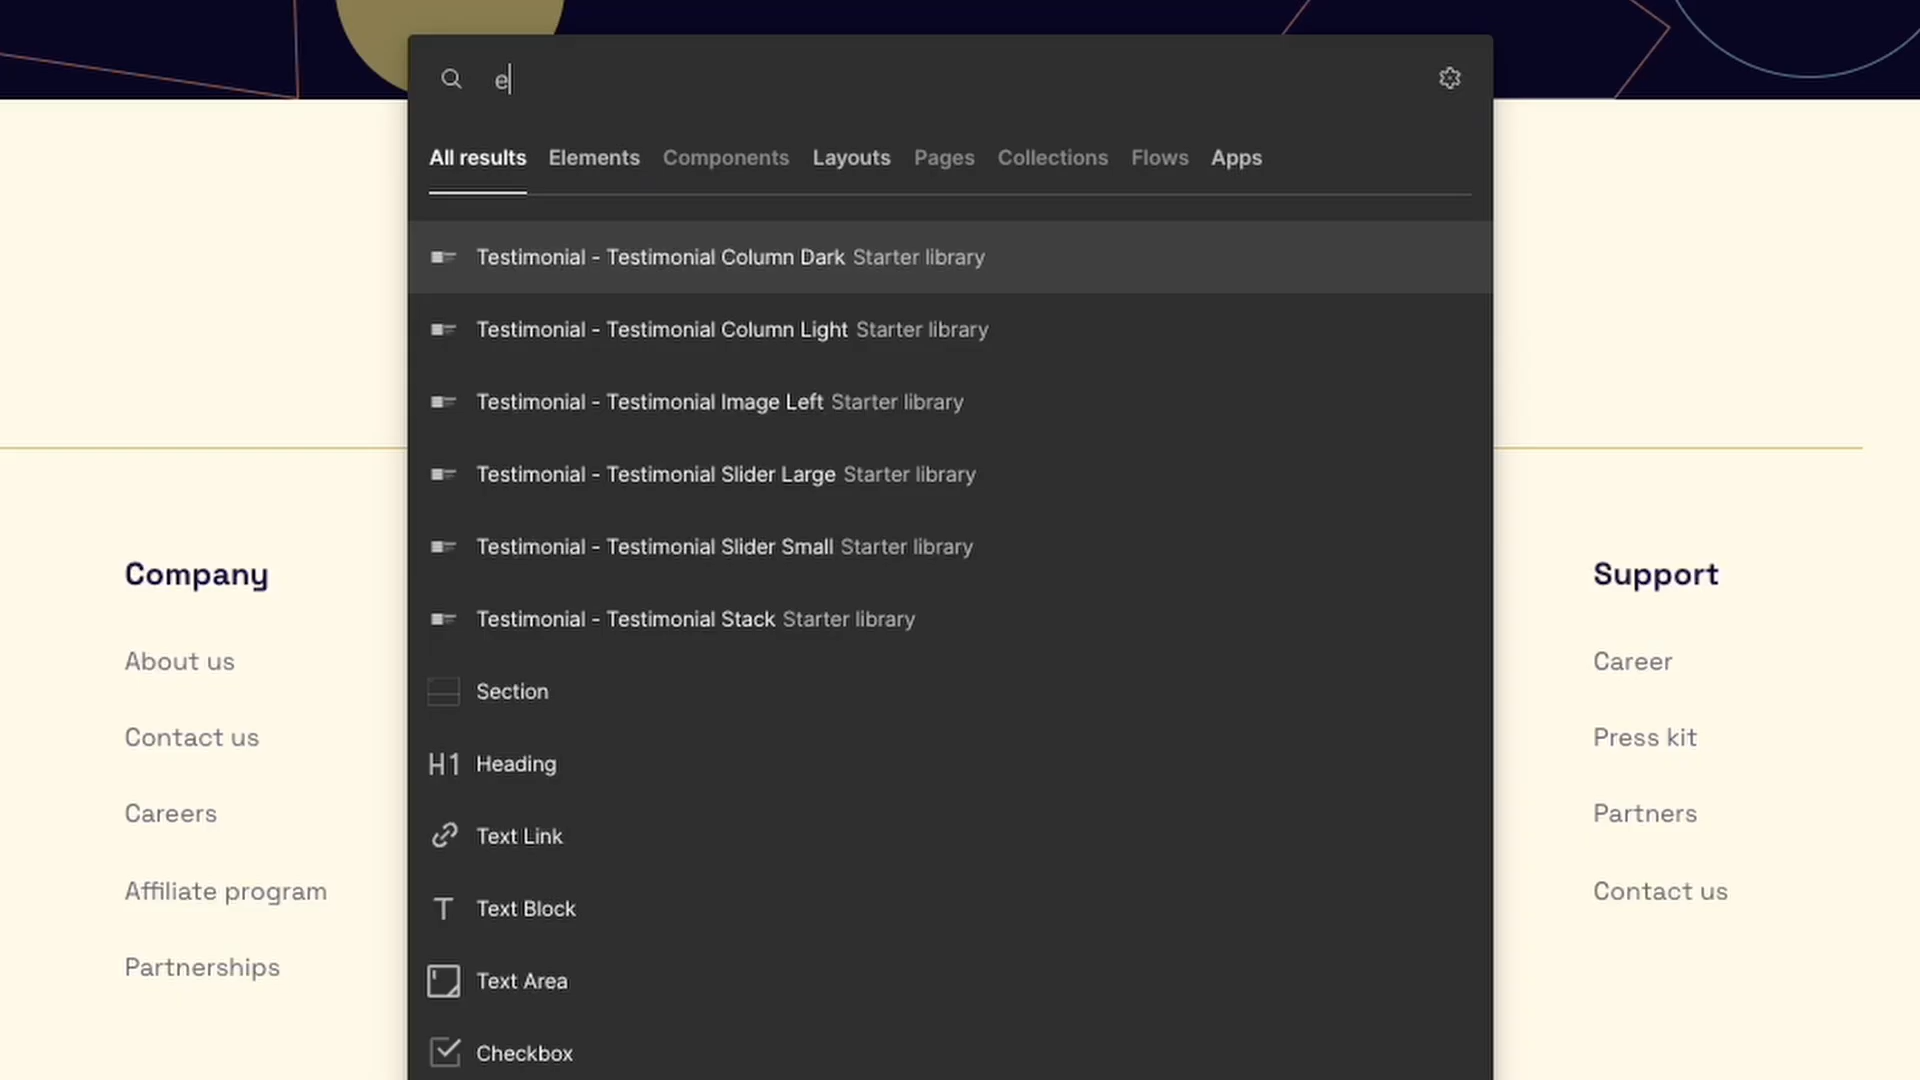 e
All results Elements Components Layouts Pages Collections Flows Apps
Testimonial - Testimonial Column Dark Starter library
Testimonial - Testimonial Column Light Starter library
Testimonial - Testimonial Image Left Starter library
Testimonial - Testimonial Slider Large Starter library
Testimonial - Testimonial Slider Small Starter library
Testimonial - Testimonial Stack Starter library
Section
H1 Heading
Text Link
T Text Block
Text Area
Checkbox
Company
About us
Contact us
Careers
Affiliate program
Partnerships
Support
Career
Press kit
Partners
Contact us